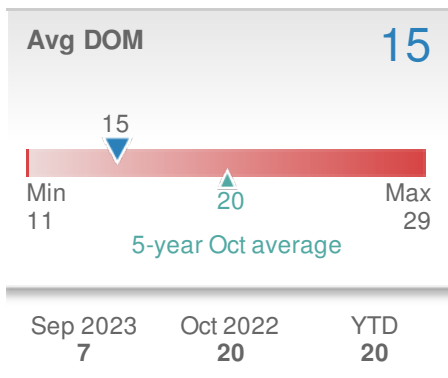 Avg DOM 15
15
Min Max
11 20 29
5-year Oct average
Sep 2023 Oct 2022 YTD
7 20 20